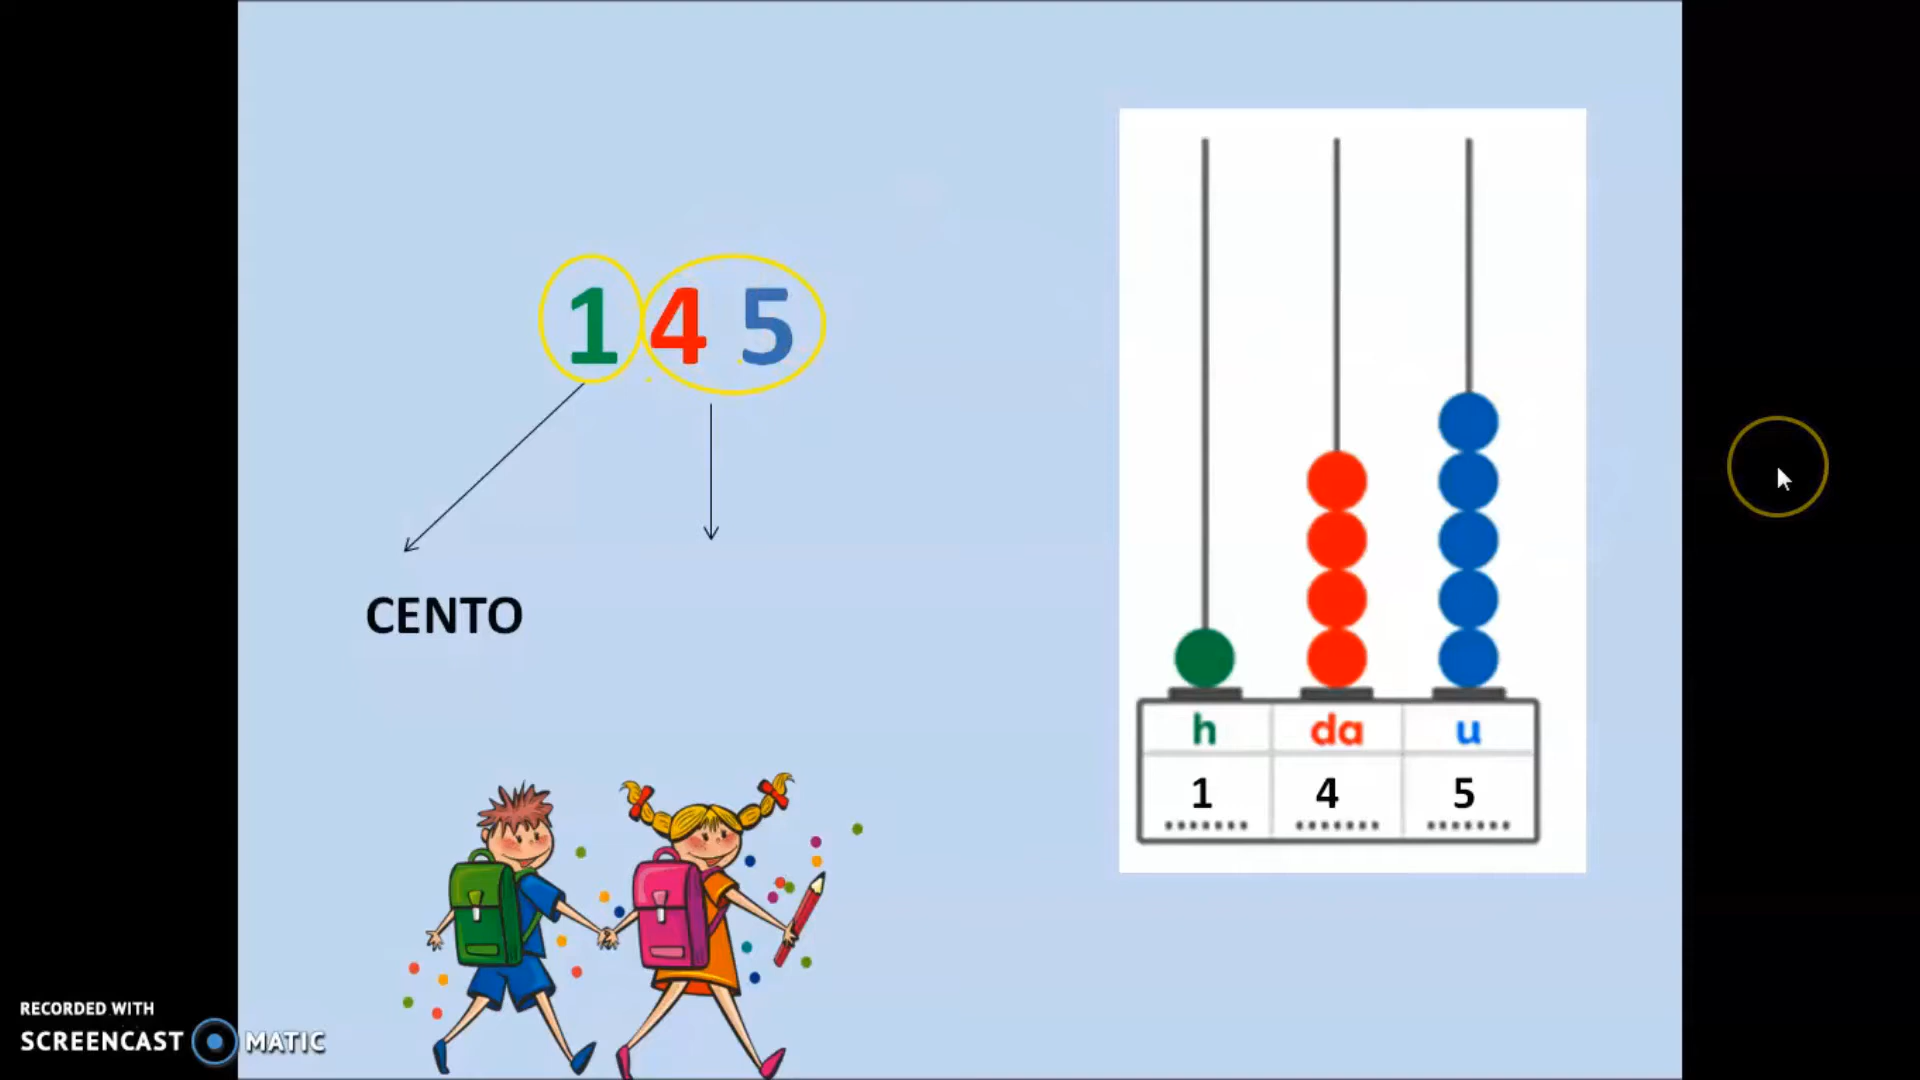 1 4 5
CENTO
h da u
1 4 5
RECORDED WITH
SCREENCAST MATIC